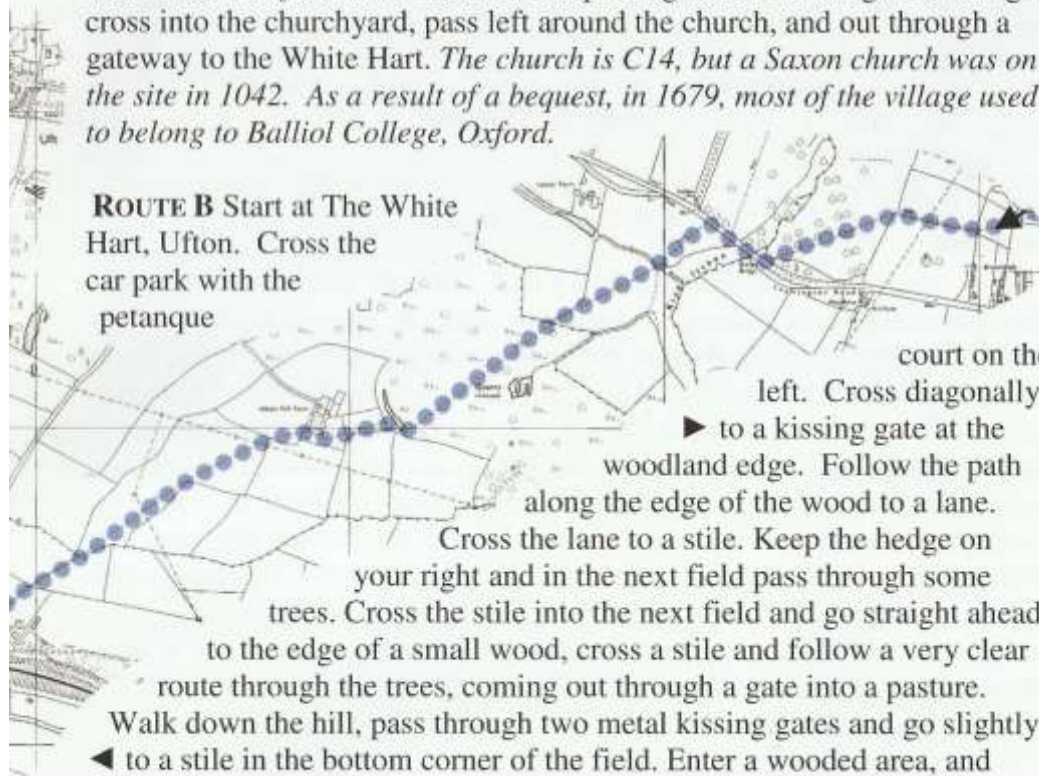 cross into the churchyard, pass left around the church, and out through a
gateway to the White Hart. The church is C14, but a Saxon church was on
the site in 1042. As a result of a bequest, in 1679, most of the village used
to belong to Balliol College, Oxford.
ROUTE B Start at The White
Hart, Ufton. Cross the
car park with the
petanque
court on the
left. Cross diagonally
▶ to a kissing gate at the
woodland edge. Follow the path
along the edge of the wood to a lane.
Cross the lane to a stile. Keep the hedge on
your right and in the next field pass through some
trees. Cross the stile into the next field and go straight ahead
to the edge of a small wood, cross a stile and follow a very clear
route through the trees, coming out through a gate into a pasture.
Walk down the hill, pass through two metal kissing gates and go slightly
◀ to a stile in the bottom corner of the field. Enter a wooded area, and